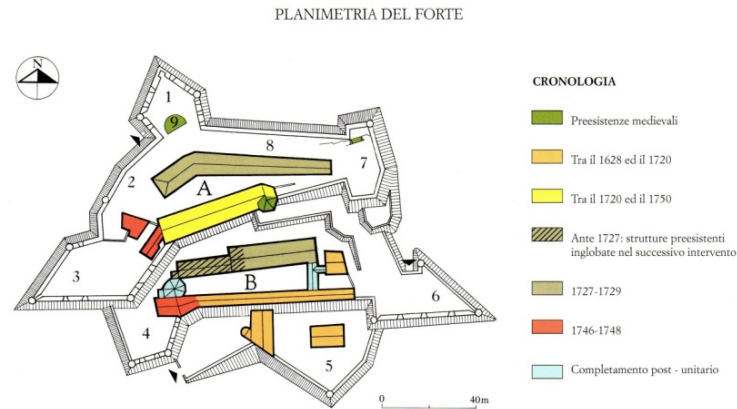 PLANIMETRIA DEL FORTE
N
1
9
8
7
2
A
3
B
6
4
5
0
40m
CRONOLOGIA
Preesistenze medievali
Tra il 1628 ed il 1720
Tra il 1720 ed il 1750
Ante 1727: strutture preesistenti
inglobate nel successivo intervento
1727-1729
1746-1748
Completamento post - unitario